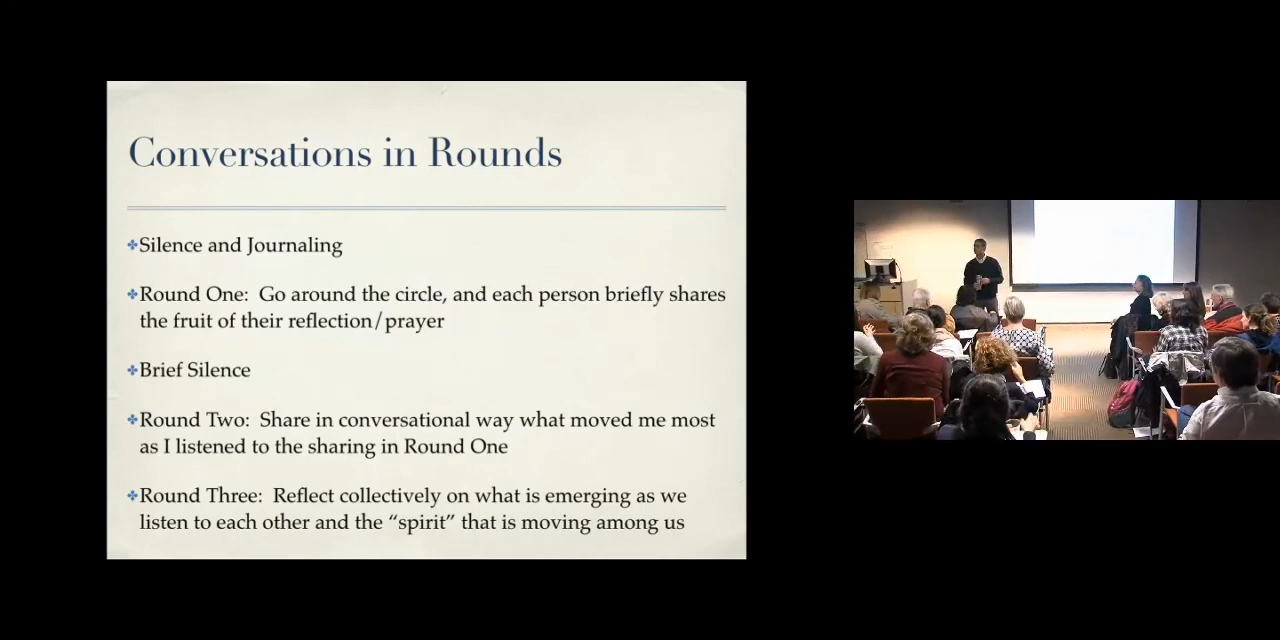 Conversations in Rounds
Silence and Journaling
Round One: Go around the circle, and each person briefly shares
the fruit of their reflection/prayer
Brief Silence
Round Two: Share in conversational way what moved me most
as I listened to the sharing in Round One
Round Three: Reflect collectively on what is emerging as we
listen to each other and the “spirit” that is moving among us